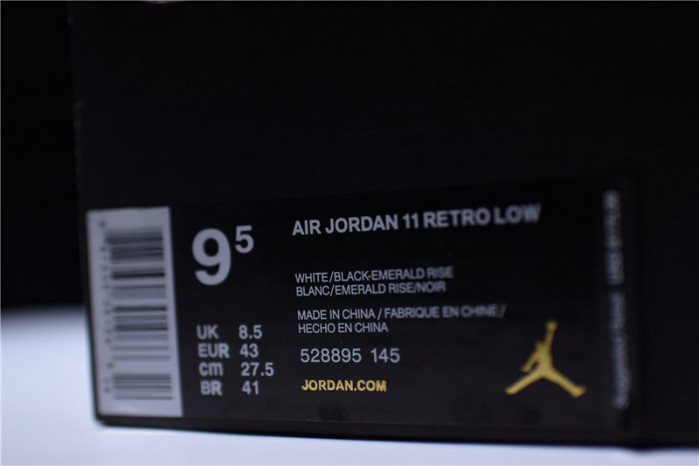 9⁵
AIR JORDAN 11 RETRO LOW
WHITE/BLACK-EMERALD RISE
BLANC/EMERALD RISE/NOIR
MADE IN CHINA / FABRIQUE EN CHINE /
HECHO EN CHINA
UK 8.5
EUR 43
cm 27.5
BR 41
528895 145
JORDAN.COM